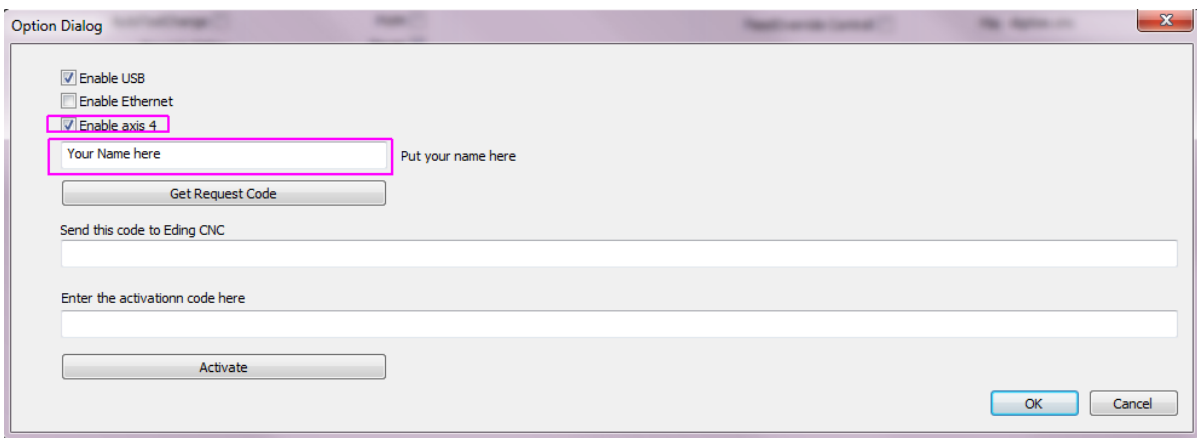 Option Dialog
Enable USB
Enable Ethernet
Enable axis 4
Your Name here
Put your name here
Get Request Code
Send this code to Eding CNC
Enter the activationn code here
Activate
OK
Cancel